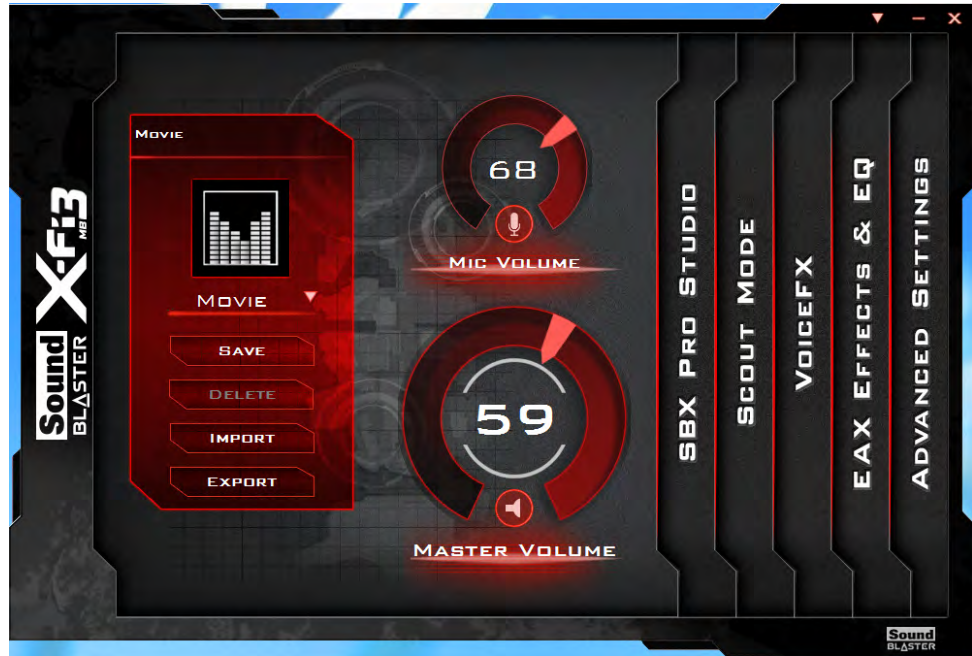 Sound
BLASTER
X-Fi3
MB
MOVIE
MOVIE
SAVE
DELETE
IMPORT
EXPORT
68
MIC VOLUME
59
MASTER VOLUME
SBX PRO STUDIO
SCOUT MODE
VOICEFX
EAX EFFECTS & EQ
ADVANCED SETTINGS
Sound
BLASTER